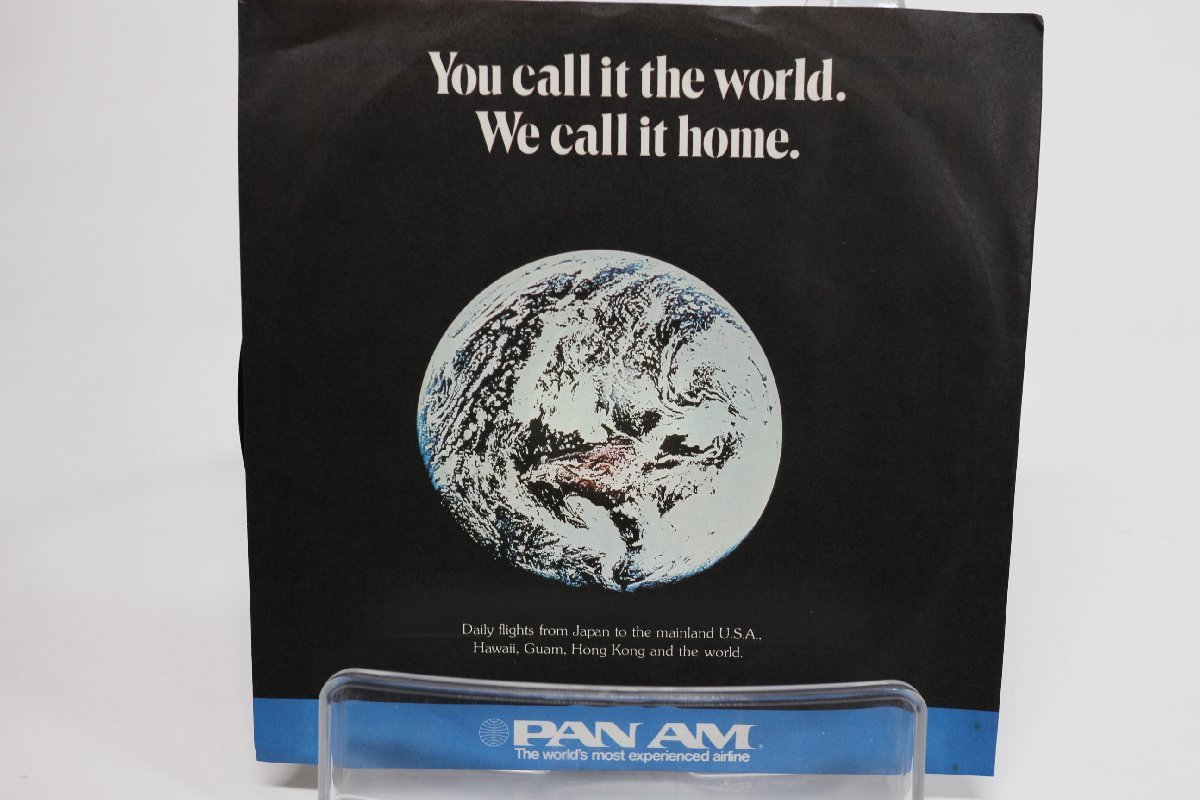 You call it the world.
We call it home.
Daily flights from Japan to the mainland U.S.A.,
Hawaii, Guam, Hong Kong and the world.
PAN AM®
The world's most experienced airline